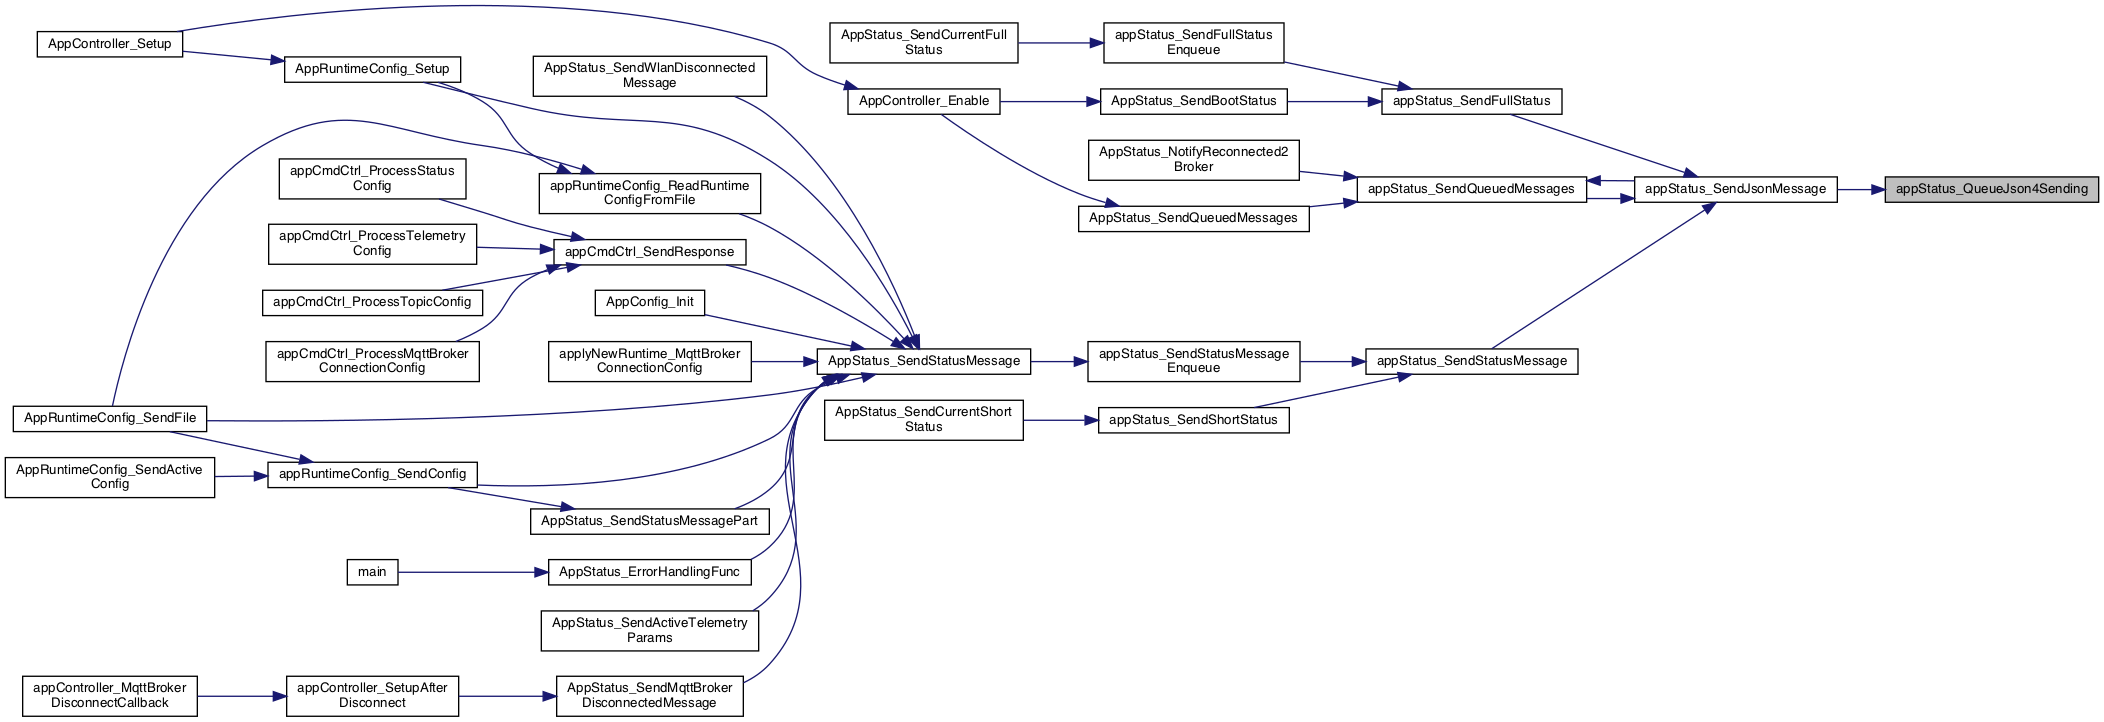 AppController_Setup
AppRuntimeConfig_Setup
AppStatus_SendWlanDisconnected
Message
AppStatus_SendCurrentFull
Status
appStatus_SendFullStatus
Enqueue
AppController_Enable
AppStatus_SendBootStatus
appStatus_SendFullStatus
AppStatus_NotifyReconnected2
Broker
appStatus_SendQueuedMessages
AppStatus_SendQueuedMessages
appStatus_SendJsonMessage
appStatus_QueueJson4Sending
appCmdCtrl_ProcessStatus
Config
appRuntimeConfig_ReadRuntime
ConfigFromFile
appCmdCtrl_ProcessTelemetry
Config
appCmdCtrl_SendResponse
appCmdCtrl_ProcessTopicConfig
AppConfig_Init
appCmdCtrl_ProcessMqttBroker
ConnectionConfig
applyNewRuntime_MqttBroker
ConnectionConfig
AppStatus_SendStatusMessage
appStatus_SendStatusMessage
Enqueue
appStatus_SendStatusMessage
AppRuntimeConfig_SendFile
AppStatus_SendCurrentShort
Status
appStatus_SendShortStatus
AppRuntimeConfig_SendActive
Config
appRuntimeConfig_SendConfig
AppStatus_SendStatusMessagePart
main
AppStatus_ErrorHandlingFunc
AppStatus_SendActiveTelemetry
Params
appController_MqttBroker
DisconnectCallback
appController_SetupAfter
Disconnect
AppStatus_SendMqttBroker
DisconnectedMessage